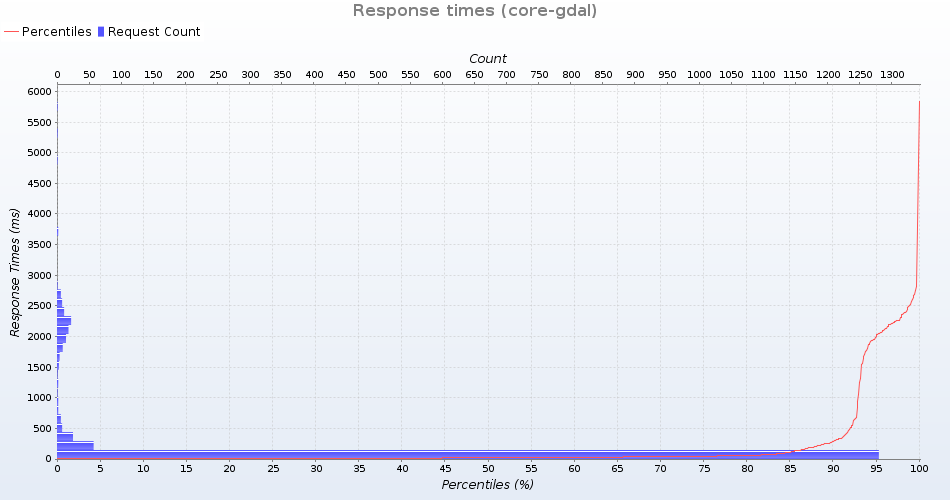 Response times (core-gdal)
Percentiles Request Count
Count
0 50 100 150 200 250 300 350 400 450 500 550 600 650 700 750 800 850 900 950 1000 1050 1100 1150 1200 1250 1300
6000
5500
5000
4500
4000
3500
3000
2500
2000
1500
1000
500
0
Response Times (ms)
0 5 10 15 20 25 30 35 40 45 50 55 60 65 70 75 80 85 90 95 100
Percentiles (%)